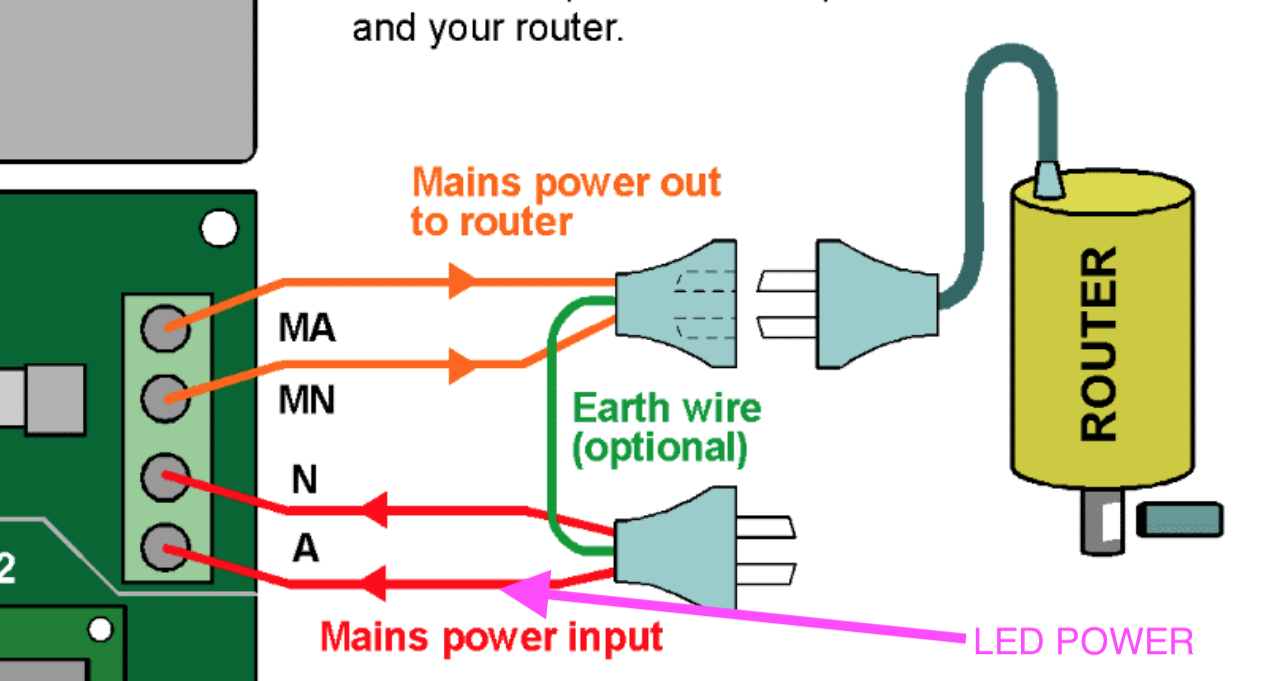 and your router.
Mains power out
to router
MA
MN
Earth wire
(optional)
N
A
2
Mains power input
ROUTER
LED POWER